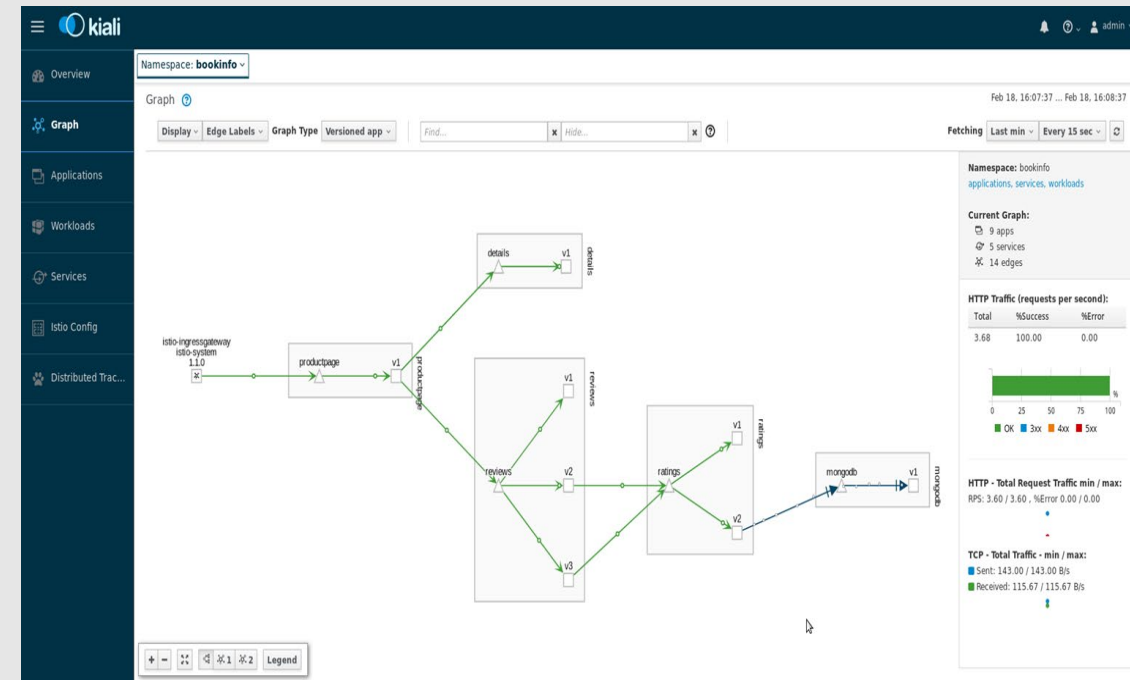 kiali
admin
Namespace: bookinfo
Overview
Graph
Applications
Workloads
Services
Istio Config
Distributed Trac...
Graph
Feb 18, 16:07:37 ... Feb 18, 16:08:37
Display Edge Labels Graph Type Versioned app Find... x Hide... x Fetching Last min Every 15 sec
istio-ingressgateway
istio-system
1.1.0
productpage v1
productpage
details v1
details
reviews
v1
v2
v3
reviews
ratings
v1
v2
ratings
mongodb v1
mongodb
Namespace: bookinfo
applications, services, workloads
Current Graph:
9 apps
5 services
14 edges
HTTP Traffic (requests per second):
Total %Success %Error
3.68 100.00 0.00
%
0 25 50 75 100
OK 3xx 4xx 5xx
HTTP - Total Request Traffic min / max:
RPS: 3.60 / 3.60 , %Error 0.00 / 0.00
TCP - Total Traffic - min / max:
Sent: 143.00 / 143.00 B/s
Received: 115.67 / 115.67 B/s
+ - 1 2 Legend